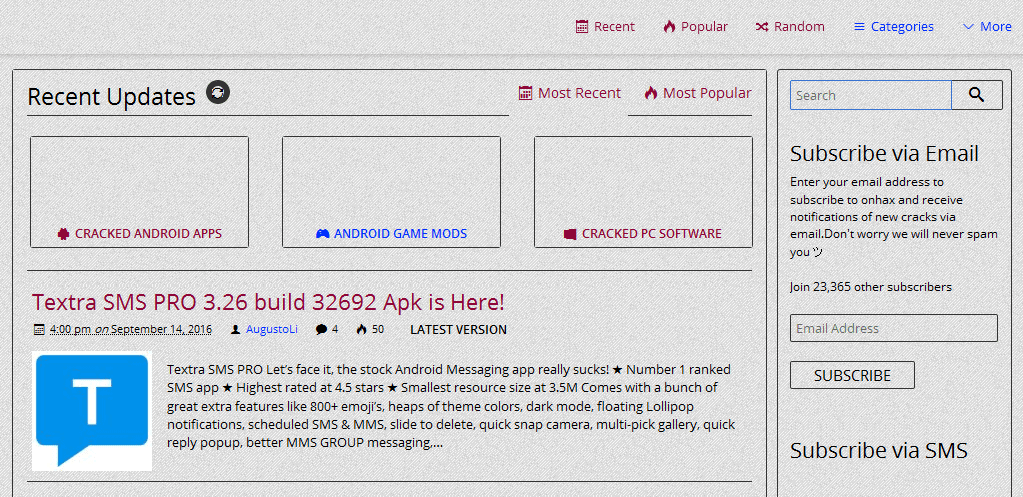 Recent Popular Random Categories More
Recent Updates
Most Recent Most Popular
CRACKED ANDROID APPS
ANDROID GAME MODS
CRACKED PC SOFTWARE
Textra SMS PRO 3.26 build 32692 Apk is Here!
4:00 pm on September 14, 2016 AugustoLi 4 50 LATEST VERSION
T
Textra SMS PRO Let’s face it, the stock Android Messaging app really sucks! ★ Number 1 ranked
SMS app ★ Highest rated at 4.5 stars ★ Smallest resource size at 3.5M Comes with a bunch of
great extra features like 800+ emoji’s, heaps of theme colors, dark mode, floating Lollipop
notifications, scheduled SMS & MMS, slide to delete, quick snap camera, multi-pick gallery, quick
reply popup, better MMS GROUP messaging,...
Search
Subscribe via Email
Enter your email address to
subscribe to onhax and receive
notifications of new cracks via
email.Don't worry we will never spam
you ツ
Join 23,365 other subscribers
Email Address
SUBSCRIBE
Subscribe via SMS